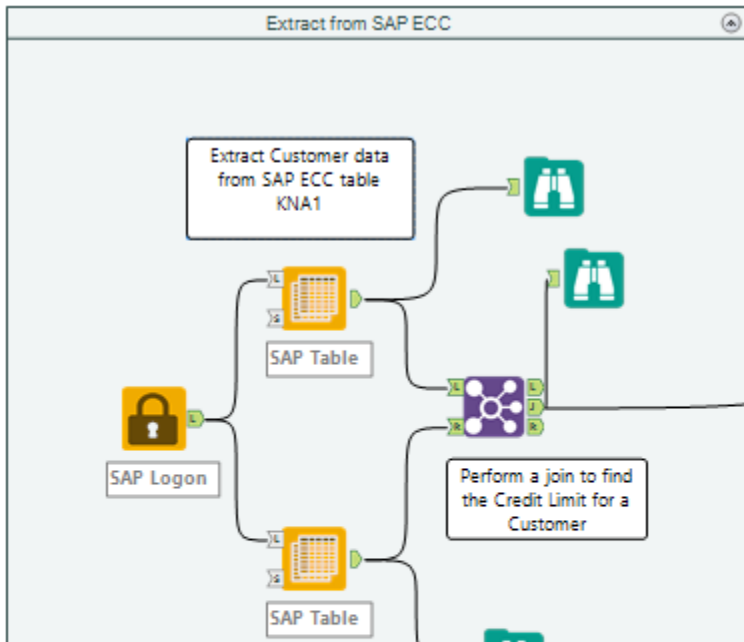 Extract from SAP ECC
Extract Customer data
from SAP ECC table
KNA1
L
S
SAP Table
L
SAP Logon
L
R
L
J
R
Perform a join to find
the Credit Limit for a
Customer
L
S
SAP Table